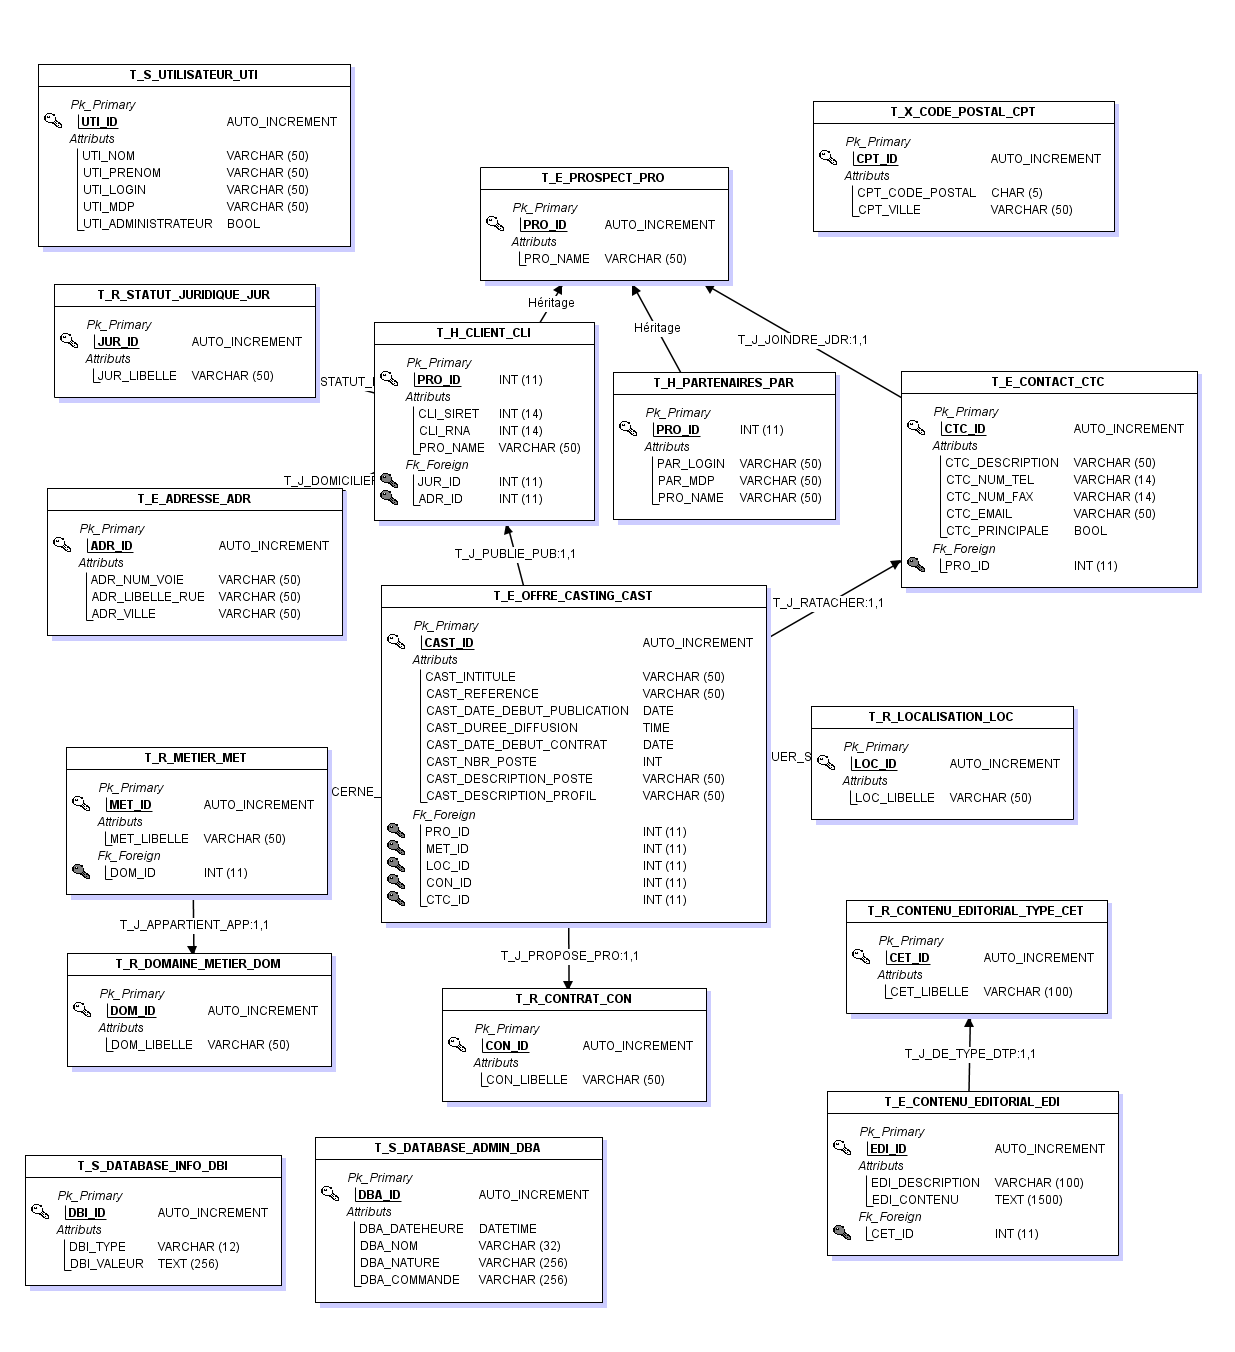 T_S_UTILISATEUR_UTI
Pk_Primary
UTI_ID AUTO_INCREMENT
Attributs
UTI_NOM VARCHAR (50)
UTI_PRENOM VARCHAR (50)
UTI_LOGIN VARCHAR (50)
UTI_MDP VARCHAR (50)
UTI_ADMINISTRATEUR BOOL
T_X_CODE_POSTAL_CPT
Pk_Primary
CPT_ID AUTO_INCREMENT
Attributs
CPT_CODE_POSTAL CHAR (5)
CPT_VILLE VARCHAR (50)
T_E_PROSPECT_PRO
Pk_Primary
PRO_ID AUTO_INCREMENT
Attributs
PRO_NAME VARCHAR (50)
Héritage
Héritage
T_J_JOINDRE_JDR:1,1
T_R_STATUT_JURIDIQUE_JUR
Pk_Primary
JUR_ID AUTO_INCREMENT
Attributs
JUR_LIBELLE VARCHAR (50)
STATUT_
T_H_CLIENT_CLI
Pk_Primary
PRO_ID INT (11)
Attributs
CLI_SIRET INT (14)
CLI_RNA INT (14)
PRO_NAME VARCHAR (50)
Fk_Foreign
JUR_ID INT (11)
ADR_ID INT (11)
T_H_PARTENAIRES_PAR
Pk_Primary
PRO_ID INT (11)
Attributs
PAR_LOGIN VARCHAR (50)
PAR_MDP VARCHAR (50)
PRO_NAME VARCHAR (50)
T_E_CONTACT_CTC
Pk_Primary
CTC_ID AUTO_INCREMENT
Attributs
CTC_DESCRIPTION VARCHAR (50)
CTC_NUM_TEL VARCHAR (14)
CTC_NUM_FAX VARCHAR (14)
CTC_EMAIL VARCHAR (50)
CTC_PRINCIPALE BOOL
Fk_Foreign
PRO_ID INT (11)
T_J_DOMICILIER
T_E_ADRESSE_ADR
Pk_Primary
ADR_ID AUTO_INCREMENT
Attributs
ADR_NUM_VOIE VARCHAR (50)
ADR_LIBELLE_RUE VARCHAR (50)
ADR_VILLE VARCHAR (50)
T_J_PUBLIE_PUB:1,1
T_J_RATACHER:1,1
T_E_OFFRE_CASTING_CAST
Pk_Primary
CAST_ID AUTO_INCREMENT
Attributs
CAST_INTITULE VARCHAR (50)
CAST_REFERENCE VARCHAR (50)
CAST_DATE_DEBUT_PUBLICATION DATE
CAST_DUREE_DIFFUSION TIME
CAST_DATE_DEBUT_CONTRAT DATE
CAST_NBR_POSTE INT
CAST_DESCRIPTION_POSTE VARCHAR (50)
CAST_DESCRIPTION_PROFIL VARCHAR (50)
Fk_Foreign
PRO_ID INT (11)
MET_ID INT (11)
LOC_ID INT (11)
CON_ID INT (11)
CTC_ID INT (11)
UER_S
T_R_LOCALISATION_LOC
Pk_Primary
LOC_ID AUTO_INCREMENT
Attributs
LOC_LIBELLE VARCHAR (50)
T_R_METIER_MET
Pk_Primary
MET_ID AUTO_INCREMENT
Attributs
MET_LIBELLE VARCHAR (50)
Fk_Foreign
DOM_ID INT (11)
CERNE_
T_J_APPARTIENT_APP:1,1
T_R_DOMAINE_METIER_DOM
Pk_Primary
DOM_ID AUTO_INCREMENT
Attributs
DOM_LIBELLE VARCHAR (50)
T_J_PROPOSE_PRO:1,1
T_R_CONTRAT_CON
Pk_Primary
CON_ID AUTO_INCREMENT
Attributs
CON_LIBELLE VARCHAR (50)
T_R_CONTENU_EDITORIAL_TYPE_CET
Pk_Primary
CET_ID AUTO_INCREMENT
Attributs
CET_LIBELLE VARCHAR (100)
T_J_DE_TYPE_DTP:1,1
T_E_CONTENU_EDITORIAL_EDI
Pk_Primary
EDI_ID AUTO_INCREMENT
Attributs
EDI_DESCRIPTION VARCHAR (100)
EDI_CONTENU TEXT (1500)
Fk_Foreign
CET_ID INT (11)
T_S_DATABASE_INFO_DBI
Pk_Primary
DBI_ID AUTO_INCREMENT
Attributs
DBI_TYPE VARCHAR (12)
DBI_VALEUR TEXT (256)
T_S_DATABASE_ADMIN_DBA
Pk_Primary
DBA_ID AUTO_INCREMENT
Attributs
DBA_DATEHEURE DATETIME
DBA_NOM VARCHAR (32)
DBA_NATURE VARCHAR (256)
DBA_COMMANDE VARCHAR (256)